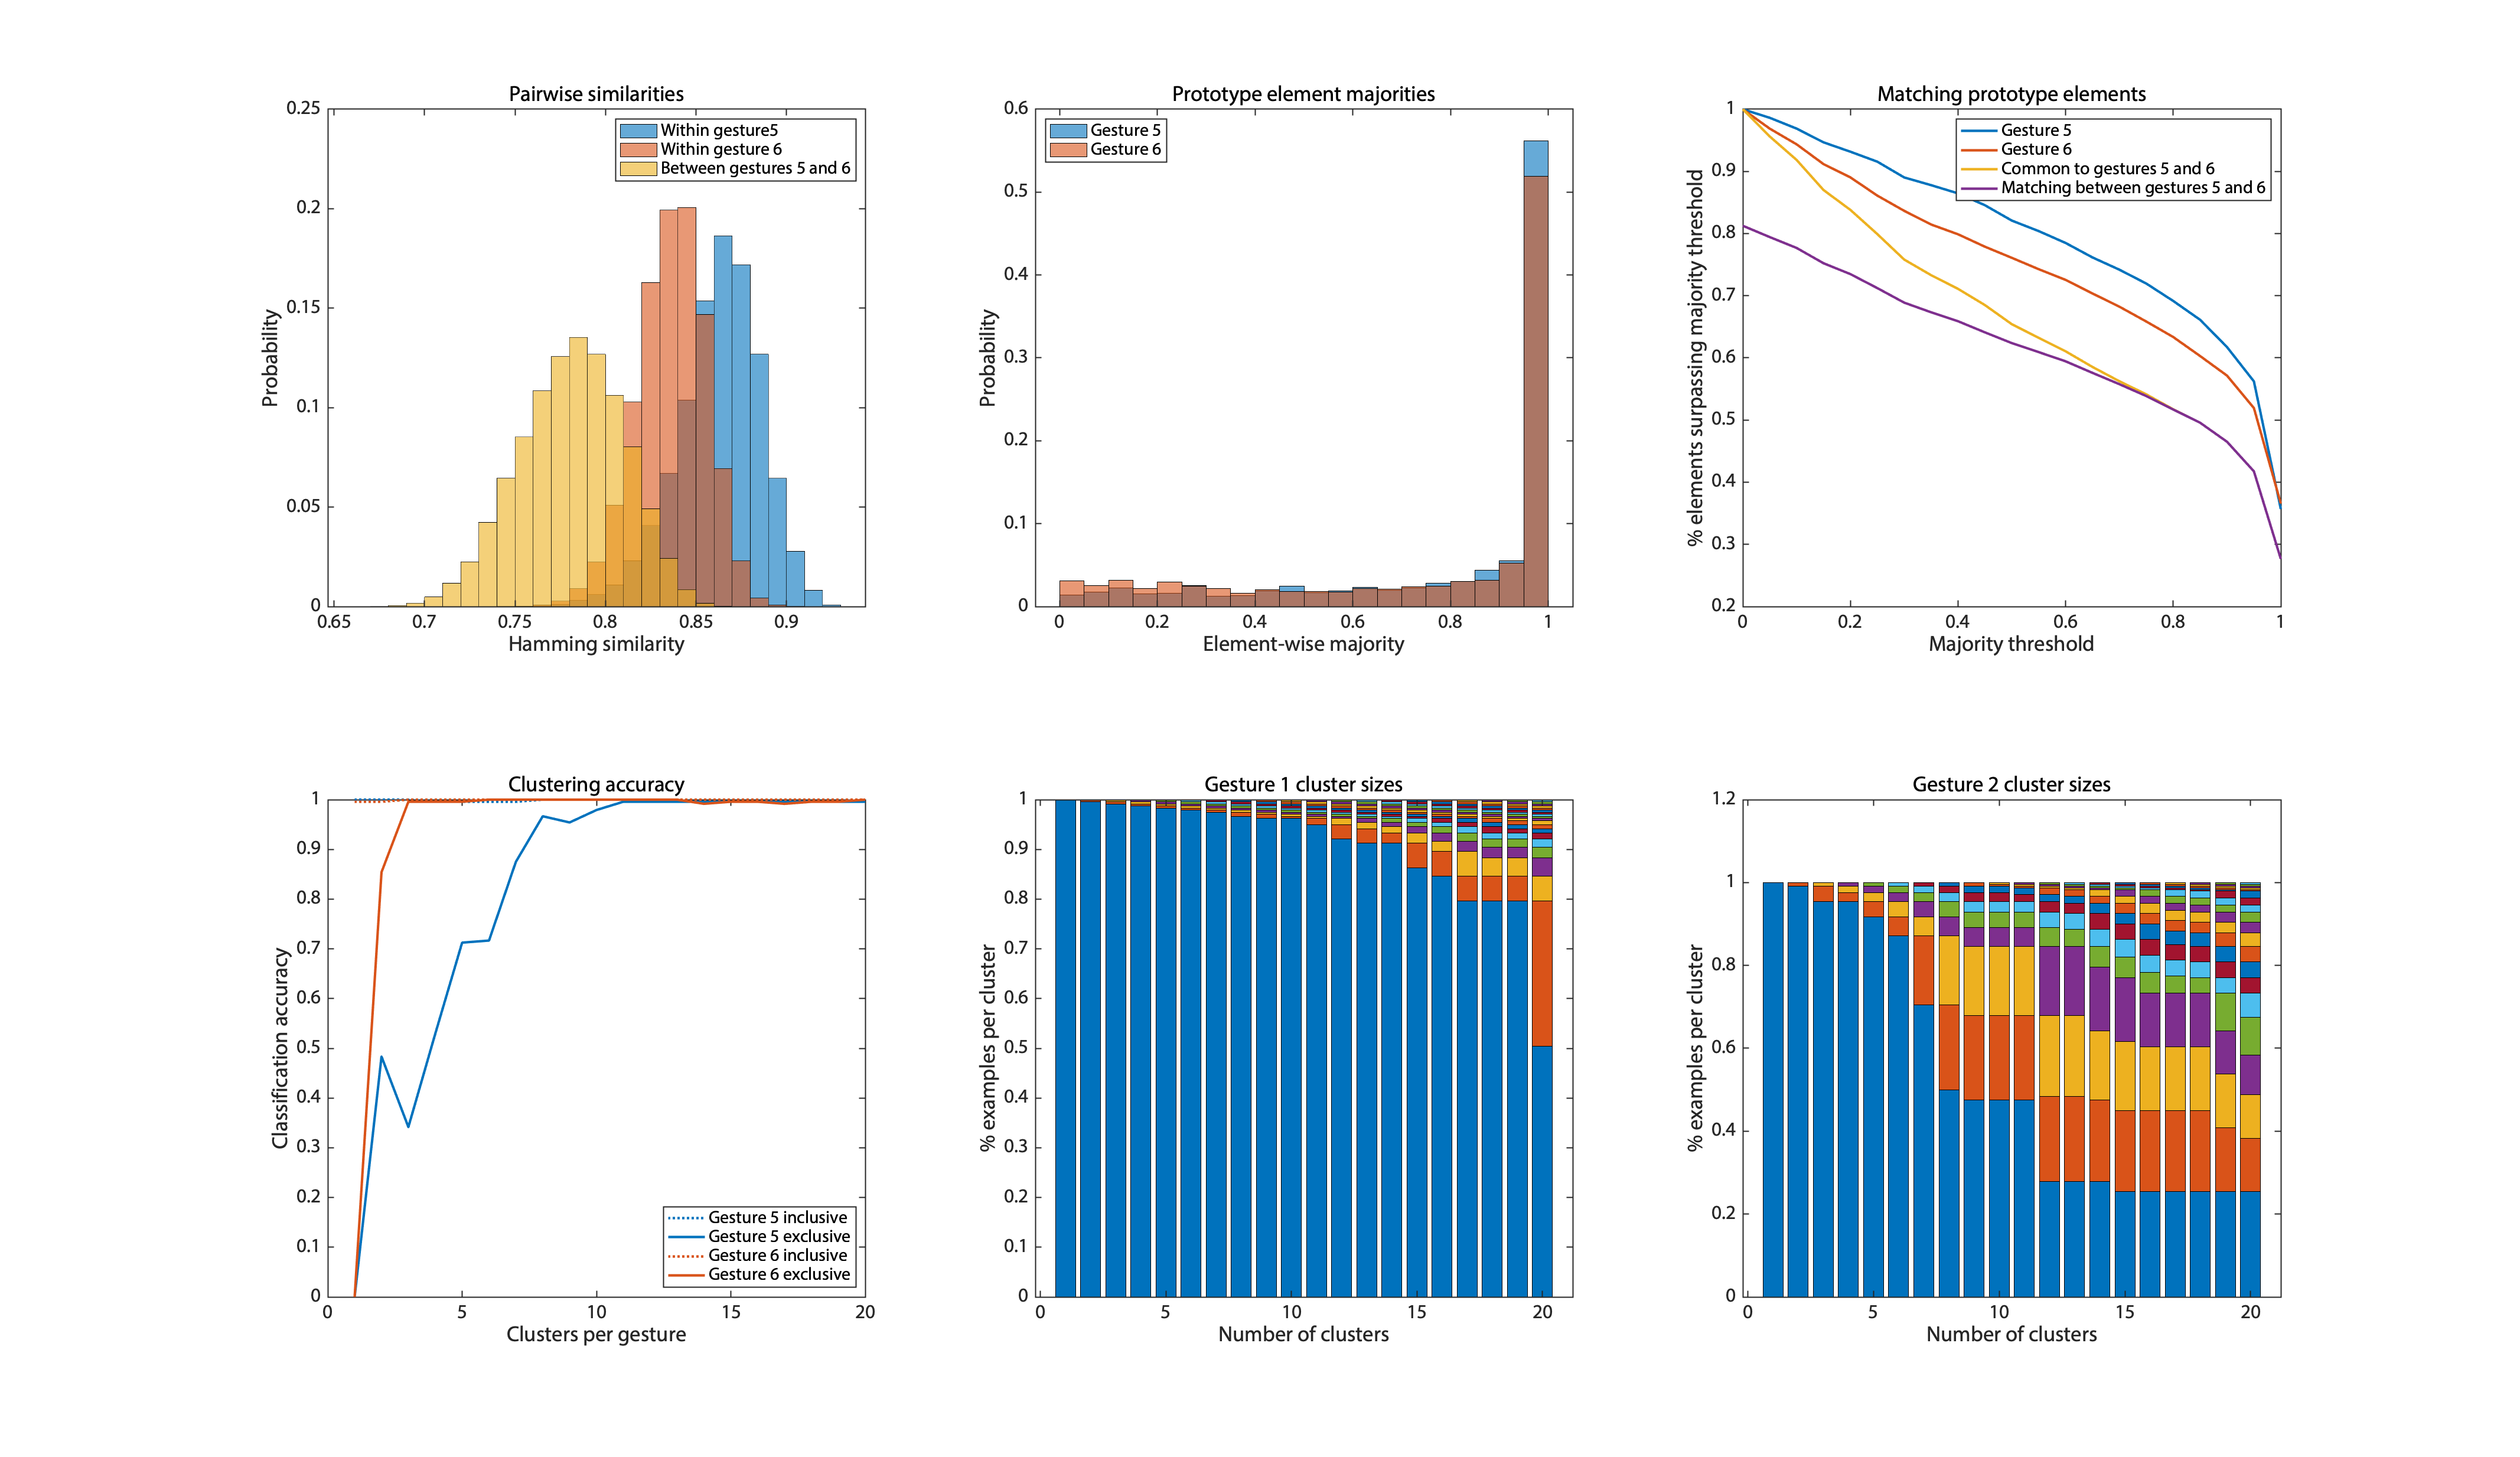 Pairwise similarities
0.25
0.2
0.15
0.1
0.05
0
Probability
Within gesture5
Within gesture 6
Between gestures 5 and 6
0.65 0.7 0.75 0.8 0.85 0.9
Hamming similarity
Prototype element majorities
0.6
0.5
0.4
0.3
0.2
0.1
0
Probability
Gesture 5
Gesture 6
0 0.2 0.4 0.6 0.8 1
Element-wise majority
Matching prototype elements
1
0.9
0.8
0.7
0.6
0.5
0.4
0.3
0.2
% elements surpassing majority threshold
Gesture 5
Gesture 6
Common to gestures 5 and 6
Matching between gestures 5 and 6
0 0.2 0.4 0.6 0.8 1
Majority threshold
Clustering accuracy
1
0.9
0.8
0.7
0.6
0.5
0.4
0.3
0.2
0.1
0
Classification accuracy
Gesture 5 inclusive
Gesture 5 exclusive
Gesture 6 inclusive
Gesture 6 exclusive
0 5 10 15 20
Clusters per gesture
Gesture 1 cluster sizes
1
0.9
0.8
0.7
0.6
0.5
0.4
0.3
0.2
0.1
0
% examples per cluster
0 5 10 15 20
Number of clusters
Gesture 2 cluster sizes
1.2
1
0.8
0.6
0.4
0.2
0
% examples per cluster
0 5 10 15 20
Number of clusters